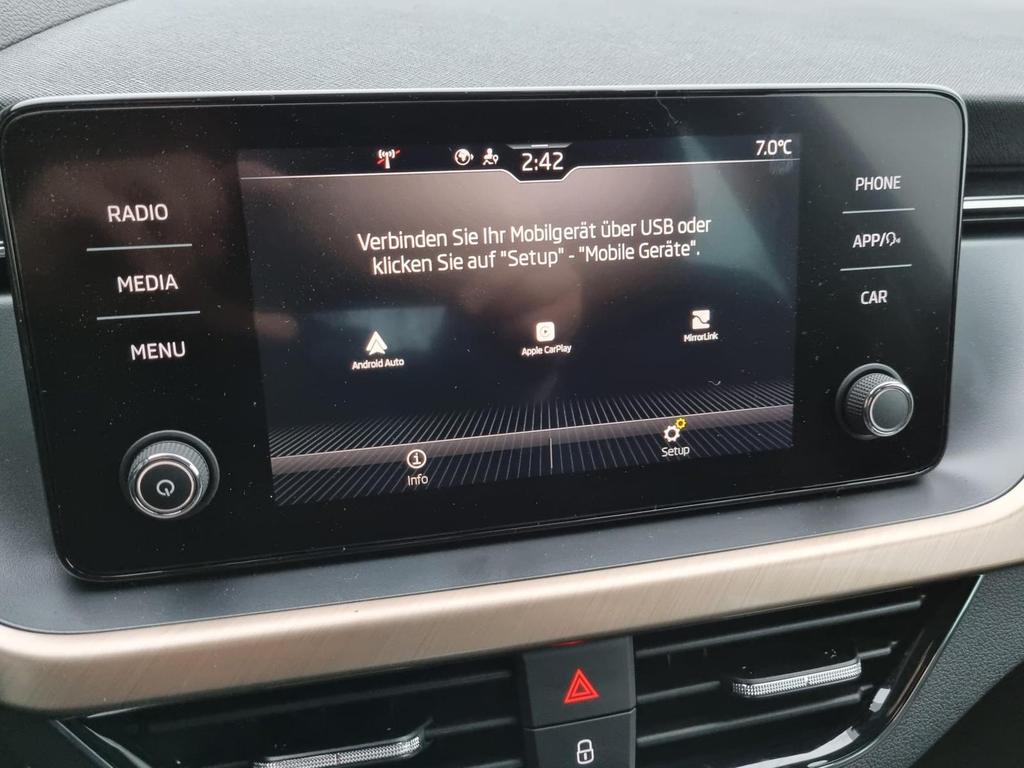 2:42
7.0°C
RADIO
MEDIA
MENU
Verbinden Sie Ihr Mobilgerät über USB oder
klicken Sie auf "Setup" - "Mobile Geräte".
Android Auto
Apple CarPlay
MirrorLink
Info
Setup
PHONE
APP/
CAR